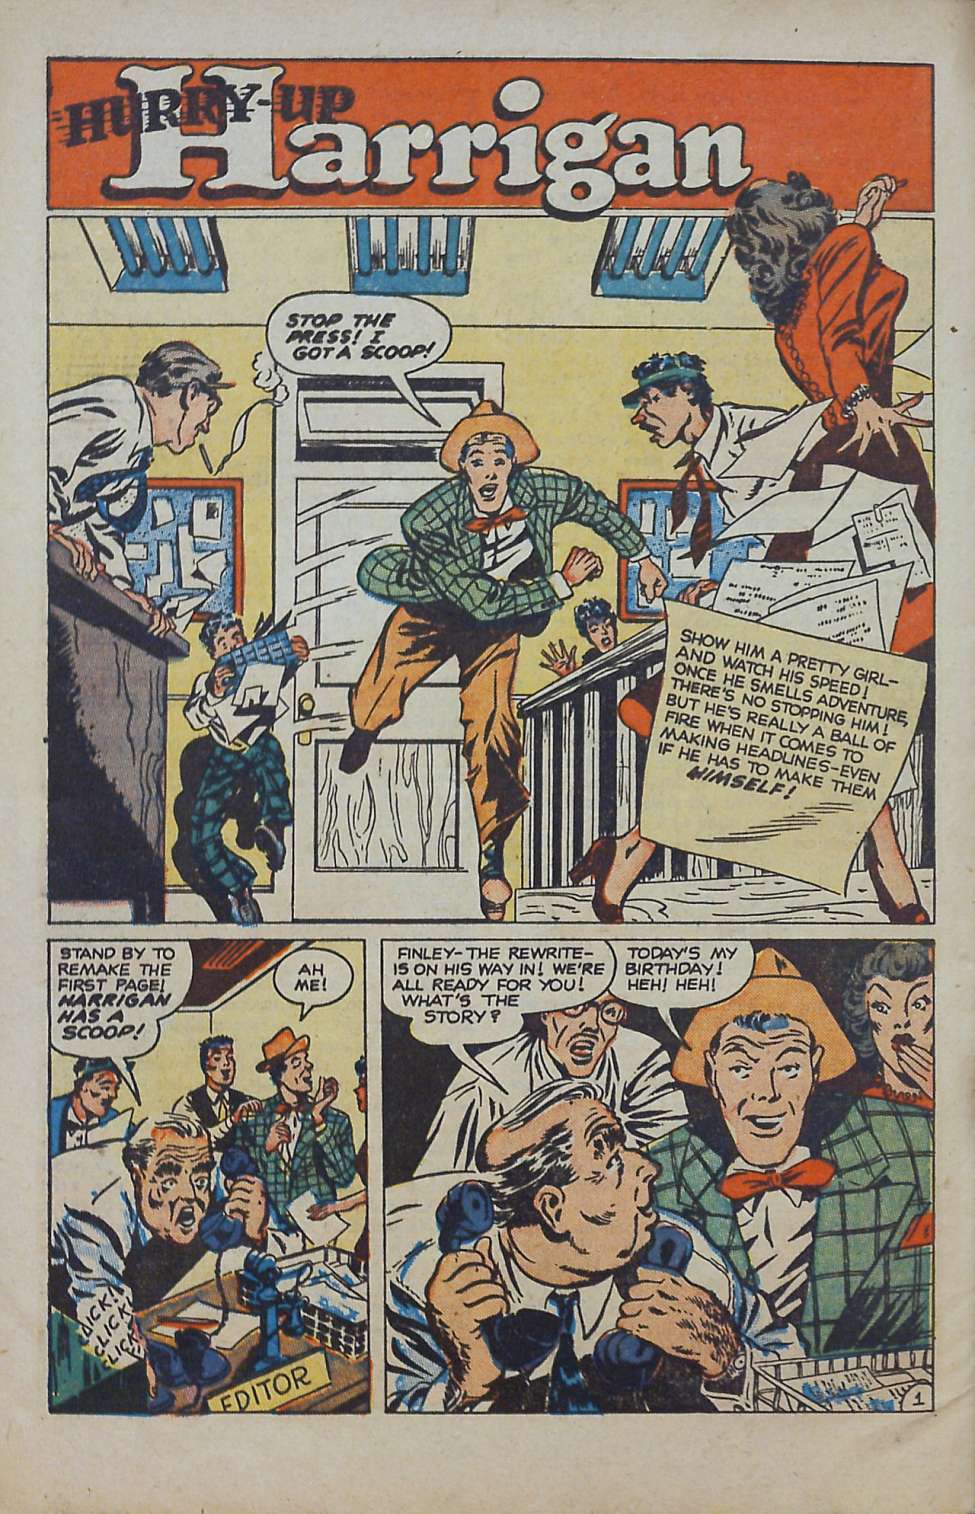 HURRY-UP
Harrigan
STOP THE
PRESS! I
GOT A SCOOP!
SHOW HIM A PRETTY GIRL—
AND WATCH HIS SPEED!
ONCE HE SMELLS ADVENTURE,
THERE'S NO STOPPING HIM!
BUT HE'S REALLY A BALL OF
FIRE WHEN IT COMES TO
MAKING HEADLINES—EVEN
IF HE HAS TO MAKE THEM
HIMSELF!
STAND BY TO
REMAKE THE
FIRST PAGE!
HARRIGAN
HAS A
SCOOP!
AH
ME!
CLICK!
CLICK!
CLICK!
EDITOR
FINLEY—THE REWRITE—
IS ON HIS WAY IN! WE'RE
ALL READY FOR YOU!
WHAT'S THE
STORY?
TODAY'S MY
BIRTHDAY!
HEH! HEH!
1